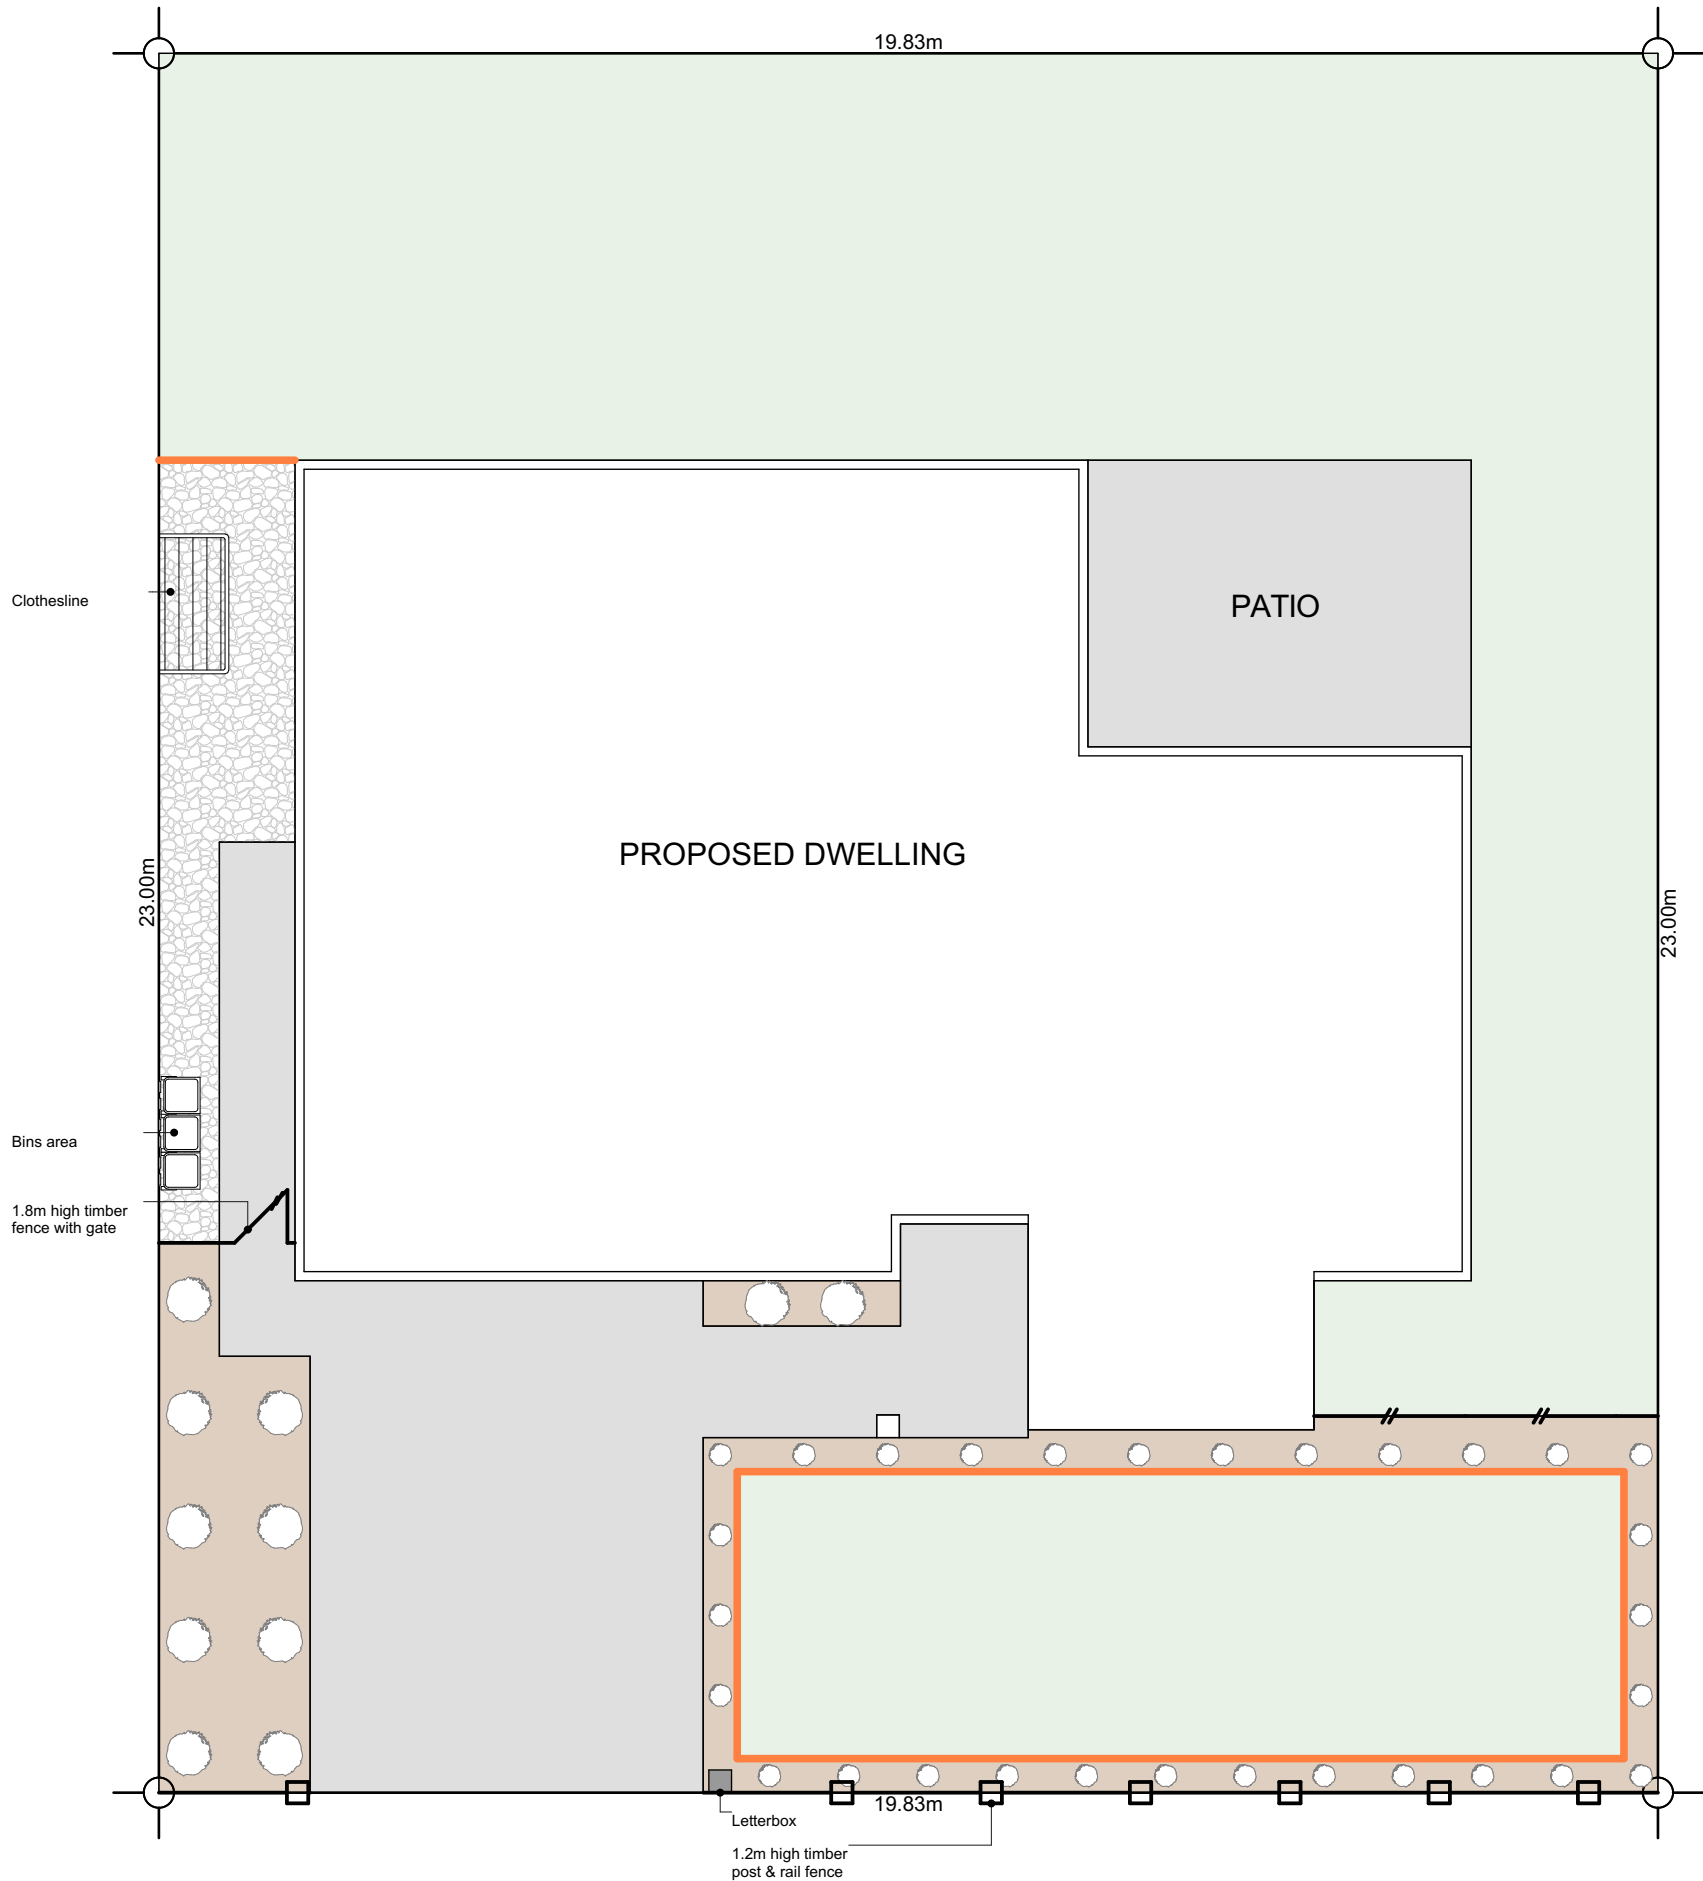 19.83m
PATIO
Clothesline
PROPOSED DWELLING
23.00m
23.00m
Bins area
1.8m high timber
fence with gate
19.83m
Letterbox
1.2m high timber
post & rail fence